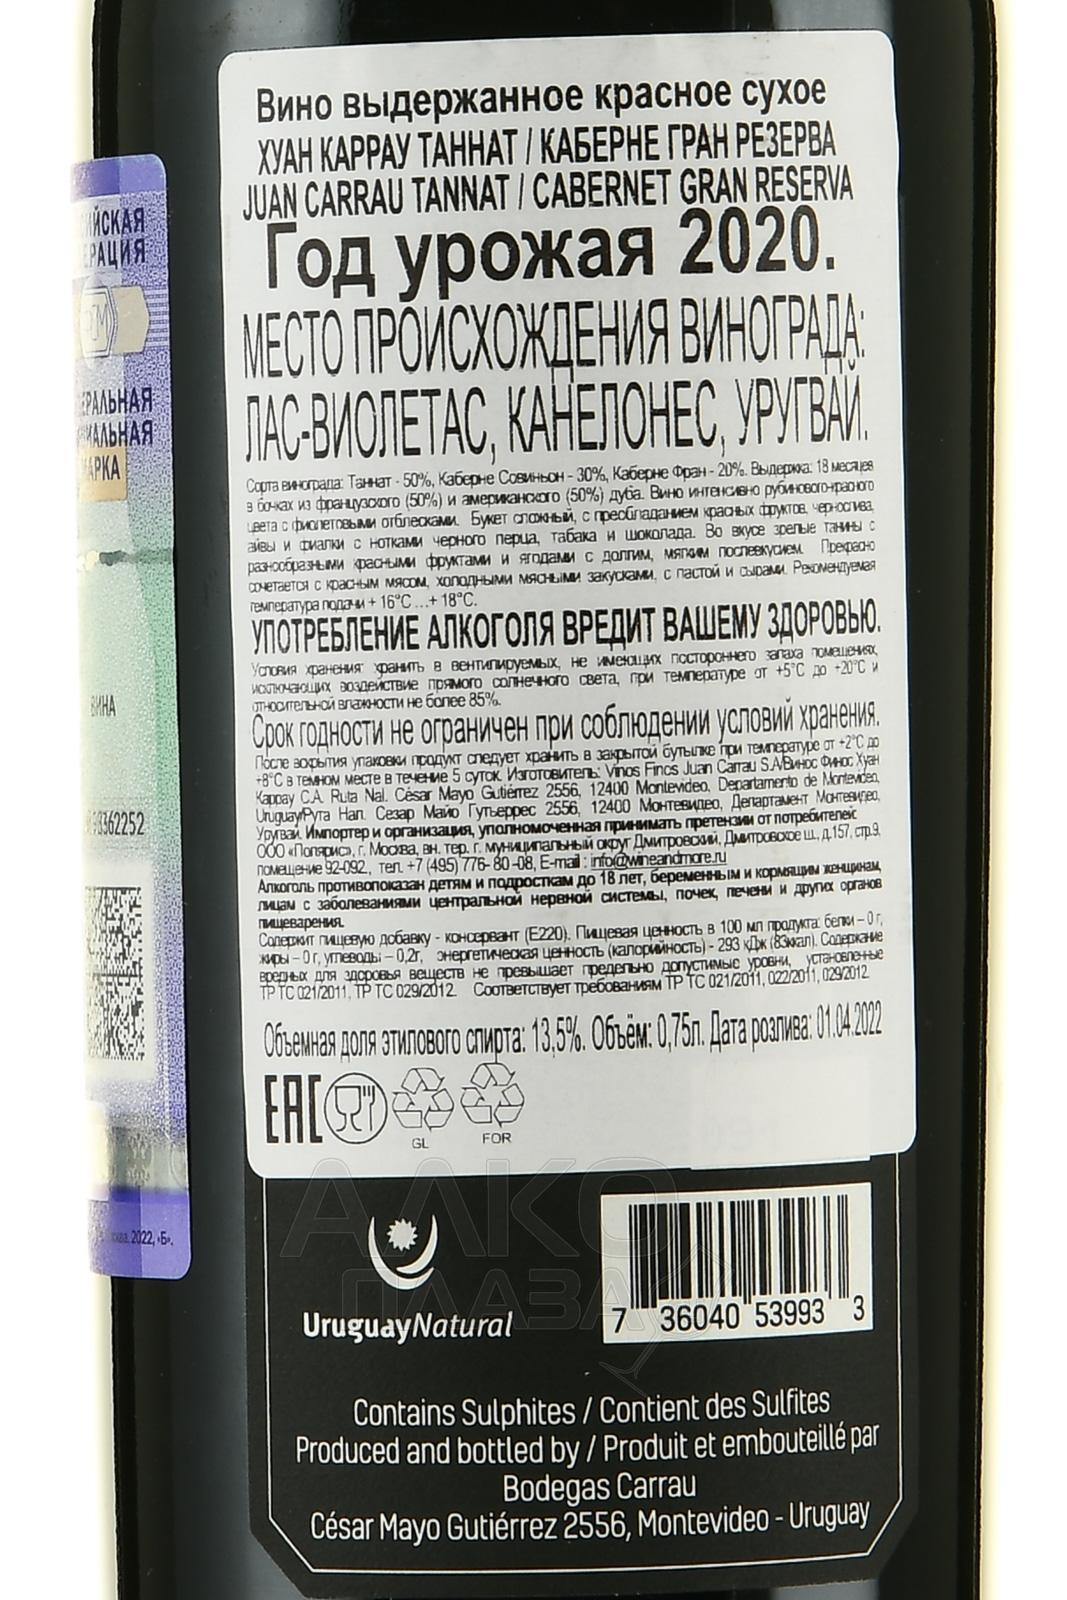 Вино выдержанное красное сухое
ХУАН КАРРАУ ТАННАТ / КАБЕРНЕ ГРАН РЕЗЕРВА
JUAN CARRAU TANNAT / CABERNET GRAN RESERVA
Год урожая 2020.
МЕСТО ПРОИСХОЖДЕНИЯ ВИНОГРАДА:
ЛАС-ВИОЛЕТАС, КАНЕЛОНЕС, УРУГВАЙ.
Сорта винограда: Таннат - 50%, Каберне Совиньон - 30%, Каберне Фран - 20%. Выдержка: 18 месяцев
в бочках из французского (50%) и американского (50%) дуба. Вино интенсивно рубиново-красного
цвета с фиолетовыми отблесками. Букет сложный, с преобладанием красных фруктов, чернослива,
айвы и фиалки с нотками черного перца, табака и шоколада. Во вкусе зрелые танины с
разнообразными красными фруктами и ягодами с долгим, мягким послевкусием. Прекрасно
сочетается с красным мясом, холодными мясными закусками, с пастой и сырами. Рекомендуемая
температура подачи + 16°С ...+ 18°С.
УПОТРЕБЛЕНИЕ АЛКОГОЛЯ ВРЕДИТ ВАШЕМУ ЗДОРОВЬЮ.
Условия хранения: хранить в вентилируемых, не имеющих постороннего запаха помещениях,
исключающих воздействие прямого солнечного света, при температуре от +5°С до +20°С и
относительной влажности не более 85%.
Срок годности не ограничен при соблюдении условий хранения.
После вскрытия упаковки продукт следует хранить в закрытой бутылке при температуре от +2°С до
+8°С в темном месте в течение 5 суток. Изготовитель: Vinos Finos Juan Carrau S.A/Винос Финос Хуан
Каррау С.А. Ruta Nal. César Mayo Gutiérrez 2556, 12400 Montevideo, Departamento de Montevideo,
Uruguay/Рута Нал. Сезар Майо Гутьеррес 2556, 12400 Монтевидео, Департамент Монтевидео,
Уругвай. Импортер и организация, уполномоченная принимать претензии от потребителей:
ООО «Полярис», г. Москва, вн. тер. г. муниципальный округ Дмитровский, Дмитровское ш., д.157, стр.9,
помещение 92-092, тел. +7 (495) 776- 80 -08, E-mail : info@wineandmore.ru
Алкоголь противопоказан детям и подросткам до 18 лет, беременным и кормящим женщинам,
лицам с заболеваниями центральной нервной системы, почек, печени и других органов
пищеварения.
Содержит пищевую добавку - консервант (Е220). Пищевая ценность в 100 мл продукта: белки – 0 г,
жиры – 0 г, углеводы – 0,2г, энергетическая ценность (калорийность) - 293 кДж (83ккал). Содержание
вредных для здоровья веществ не превышает предельно допустимые уровни, установленные
ТР ТС 021/2011, ТР ТС 029/2012. Соответствует требованиям ТР ТС 021/2011, 022/2011, 029/2012.
Объемная доля этилового спирта: 13,5%. Объём: 0,75л. Дата розлива: 01.04.2022
EAC
GL
FOR
ВИНА
2022, «Б».
UruguayNatural
7 36040 53993 3
АЛКО
ПЛАЗА
Contains Sulphites / Contient des Sulfites
Produced and bottled by / Produit et embouteillé par
Bodegas Carrau
César Mayo Gutiérrez 2556, Montevideo - Uruguay